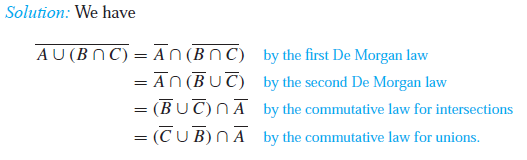 Solution: We have
A̅ ̅∪̅ ̅(̅B̅ ̅∩̅ ̅C̅)̅ = A̅ ∩ (B̅ ̅∩̅ ̅C̅) by the first De Morgan law
= A̅ ∩ (B̅ ∪ C̅) by the second De Morgan law
= (B̅ ∪ C̅) ∩ A̅ by the commutative law for intersections
= (C̅ ∪ B̅) ∩ A̅ by the commutative law for unions.